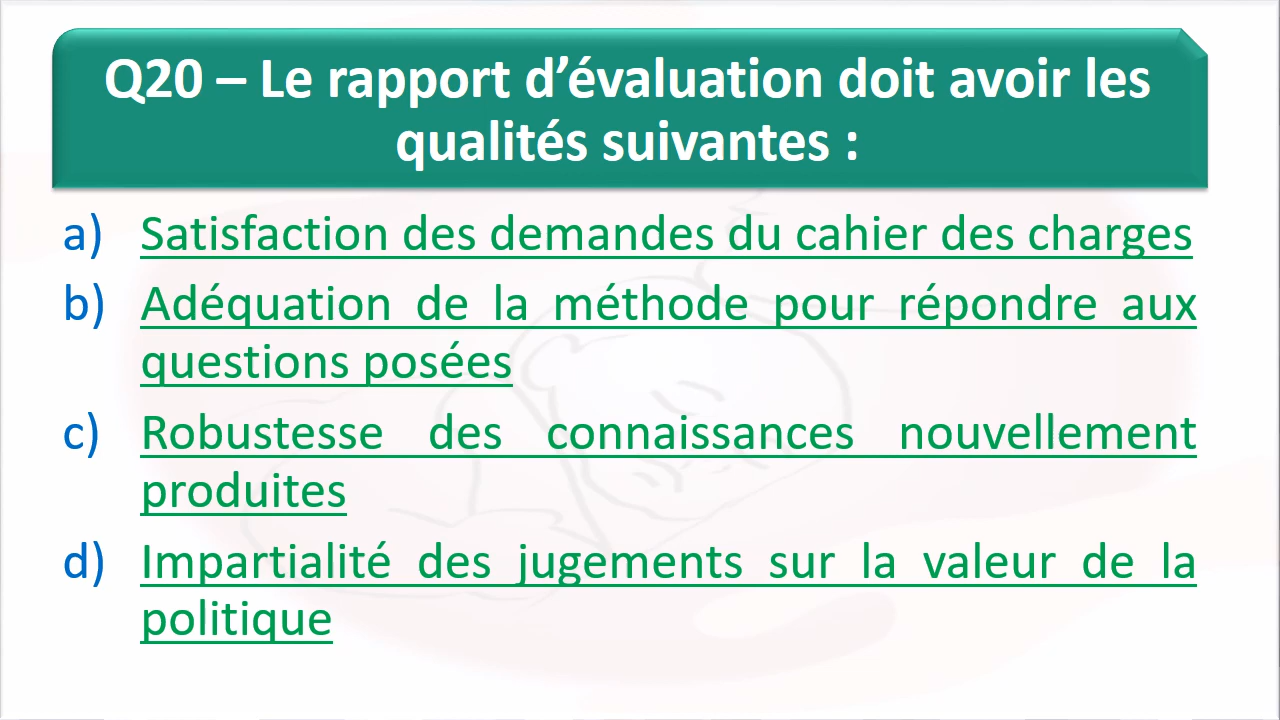 Q20 – Le rapport d’évaluation doit avoir les
qualités suivantes :
a) Satisfaction des demandes du cahier des charges
b) Adéquation de la méthode pour répondre aux
questions posées
c) Robustesse des connaissances nouvellement
produites
d) Impartialité des jugements sur la valeur de la
politique